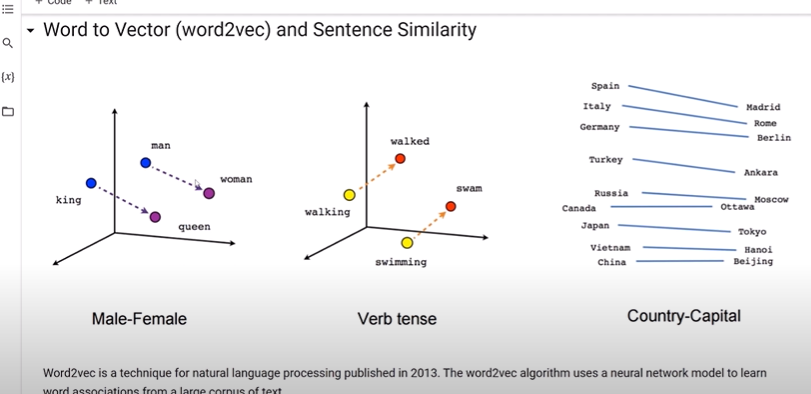 + Code + Text
Word to Vector (word2vec) and Sentence Similarity
{x}
man
woman
king
queen
Male-Female
walked
swam
walking
swimming
Verb tense
Spain Madrid
Italy Rome
Germany Berlin
Turkey Ankara
Russia Moscow
Canada Ottawa
Japan Tokyo
Vietnam Hanoi
China Beijing
Country-Capital
Word2vec is a technique for natural language processing published in 2013. The word2vec algorithm uses a neural network model to learn
word associations from a large corpus of text